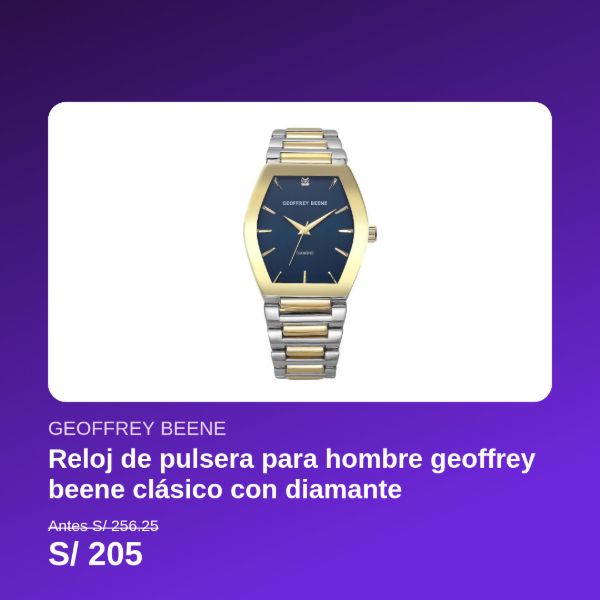 GEOFFREY BEENE
DIAMOND
GEOFFREY BEENE
Reloj de pulsera para hombre geoffrey
beene clásico con diamante
Antes S/ 256.25
S/ 205